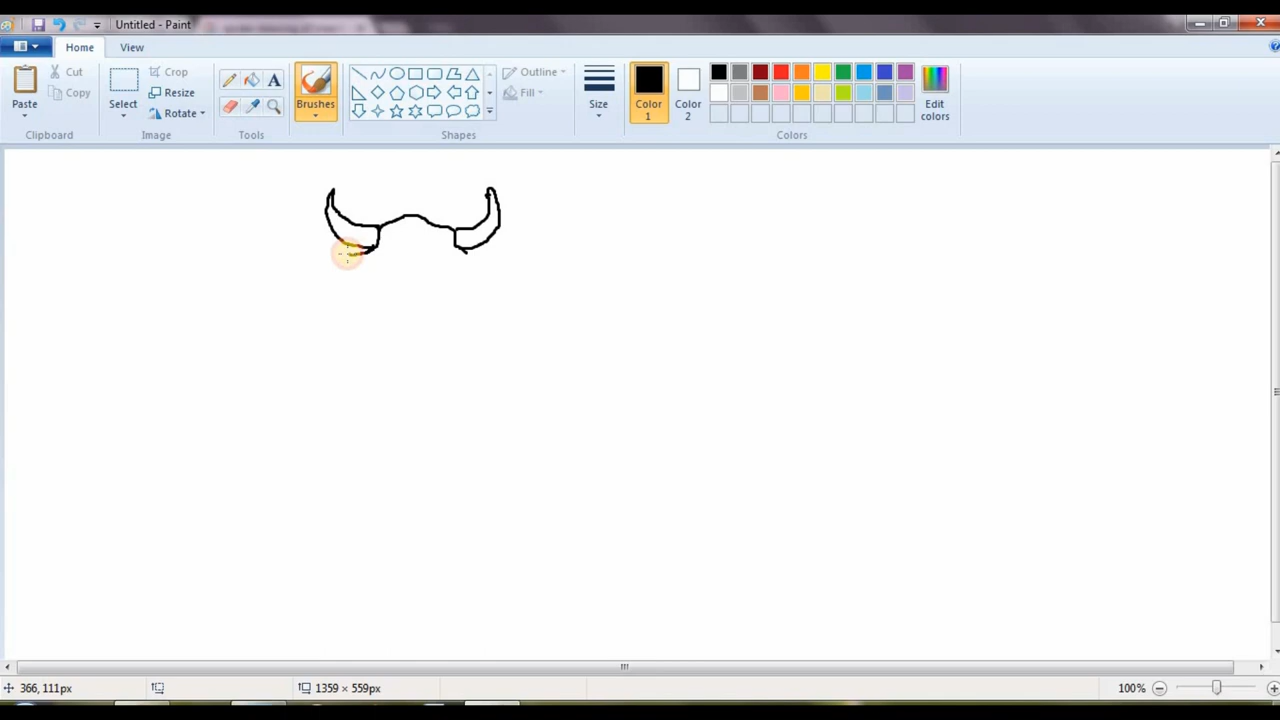 Untitled - Paint
Home View
Cut
Copy
Paste
Clipboard
Select
Crop
Resize
Rotate
Image
A
Tools
Brushes
Outline
Fill
Shapes
Size
Color 1
Color 2
Edit colors
Colors
366, 111px
1359 × 559px
100%